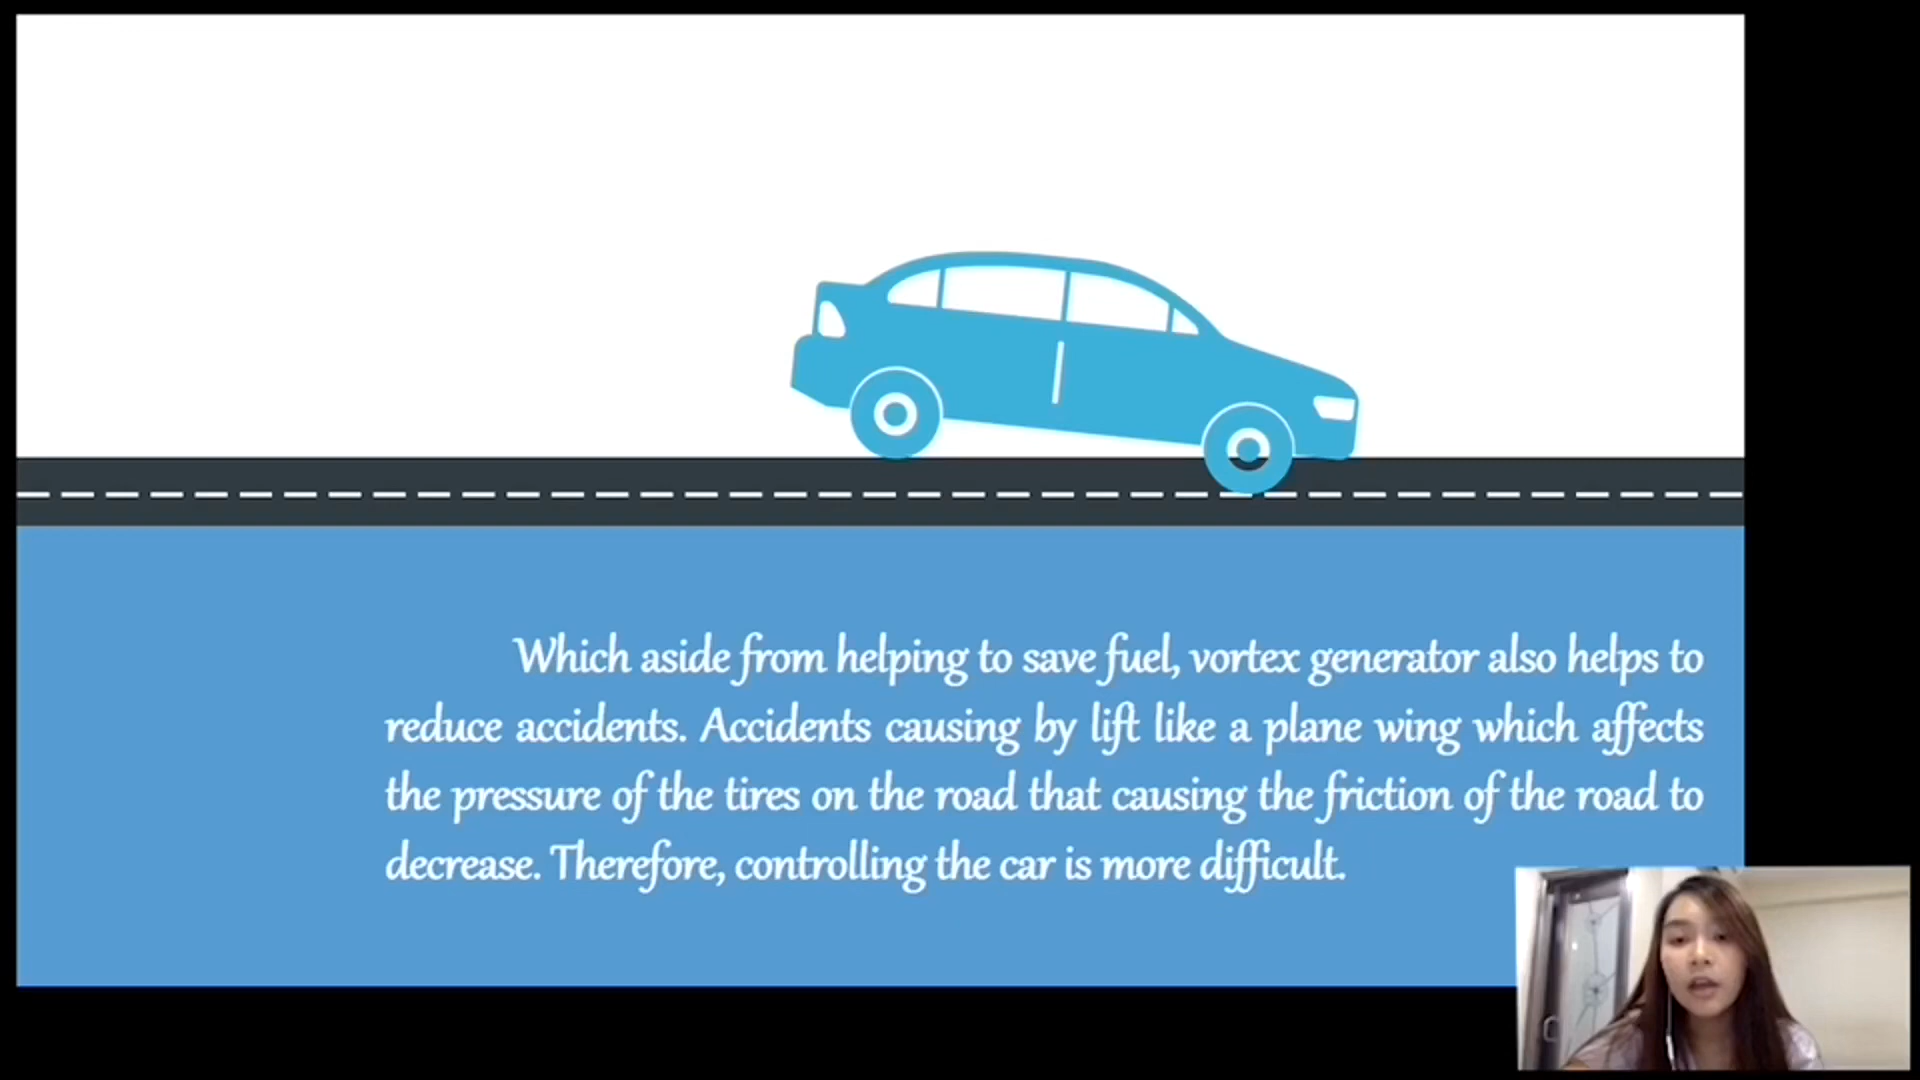 Which aside from helping to save fuel, vortex generator also helps to
reduce accidents. Accidents causing by lift like a plane wing which affects
the pressure of the tires on the road that causing the friction of the road to
decrease. Therefore, controlling the car is more difficult.